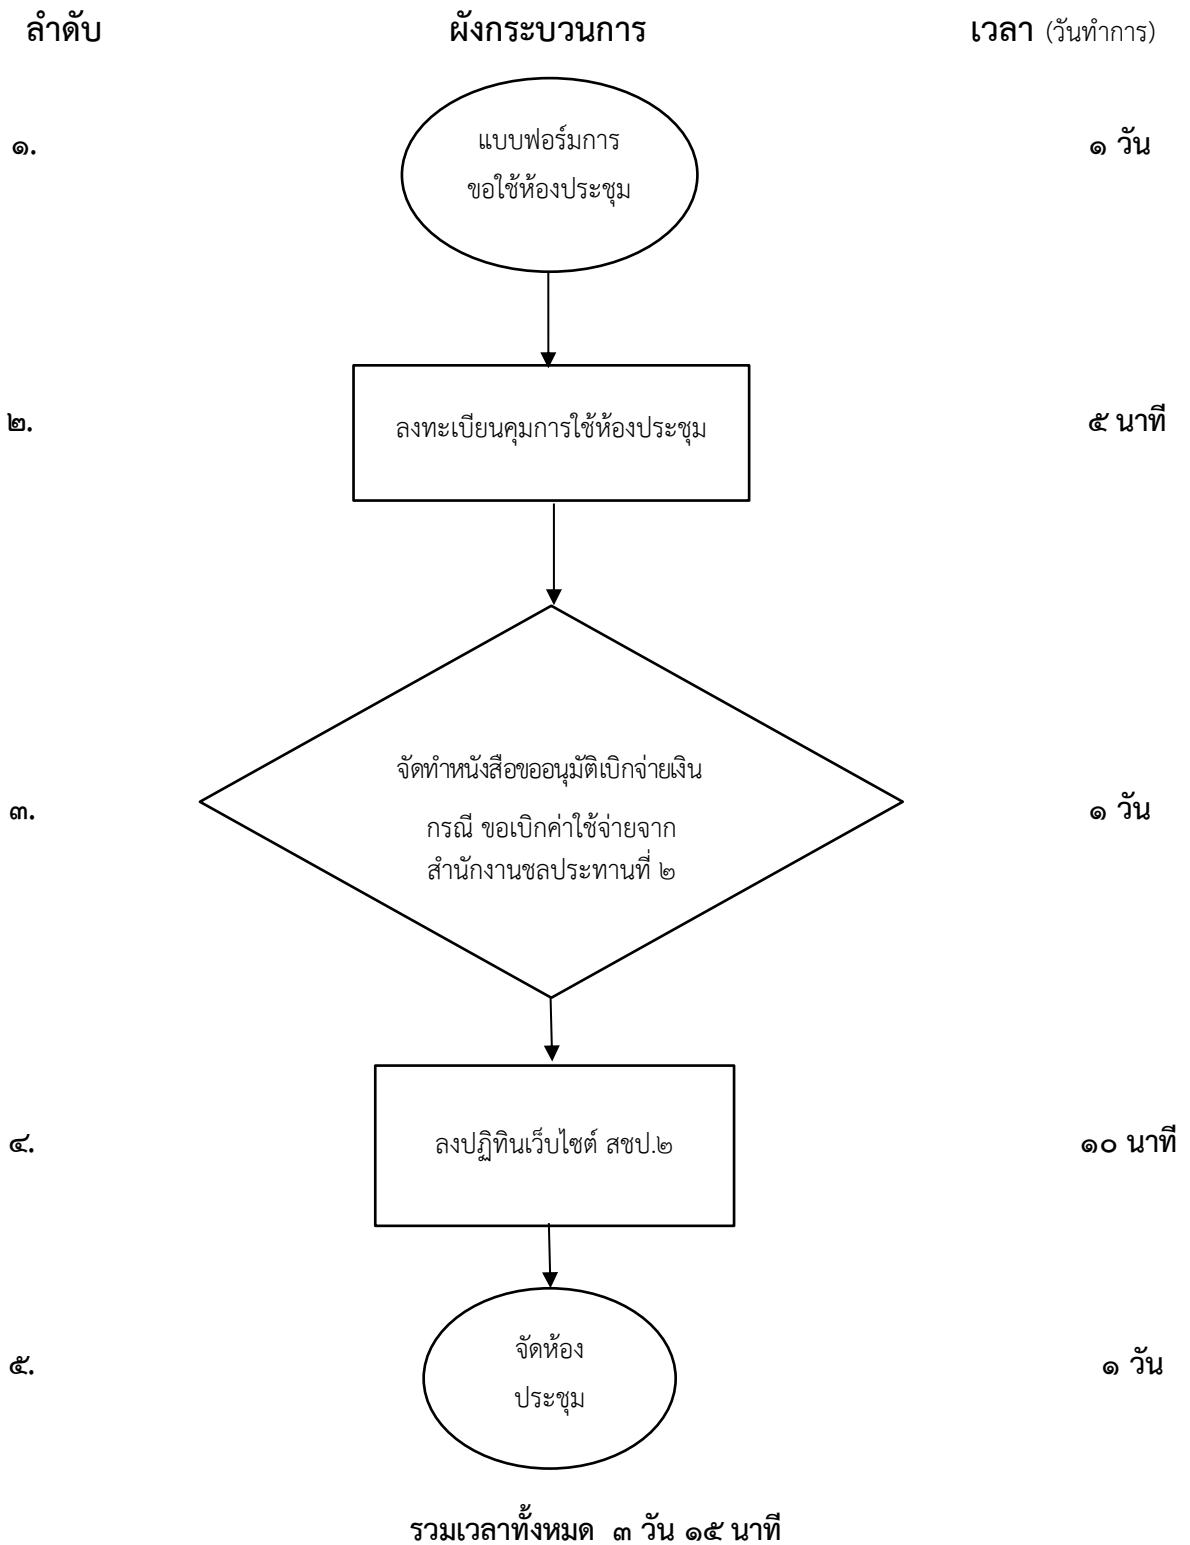 ลำดับ ผังกระบวนการ เวลา (วันทำการ)
๑. แบบฟอร์มการ ๑ วัน
ขอใช้ห้องประชุม
๒. ลงทะเบียนคุมการใช้ห้องประชุม ๕ นาที
จัดทำหนังสือขออนุมัติเบิกจ่ายเงิน
๓. กรณี ขอเบิกค่าใช้จ่ายจาก ๑ วัน
สำนักงานชลประทานที่ ๒
๔. ลงปฏิทินเว็บไซต์ สชป.๒ ๑๐ นาที
๕. จัดห้อง ๑ วัน
ประชุม
รวมเวลาทั้งหมด ๓ วัน ๑๕ นาที